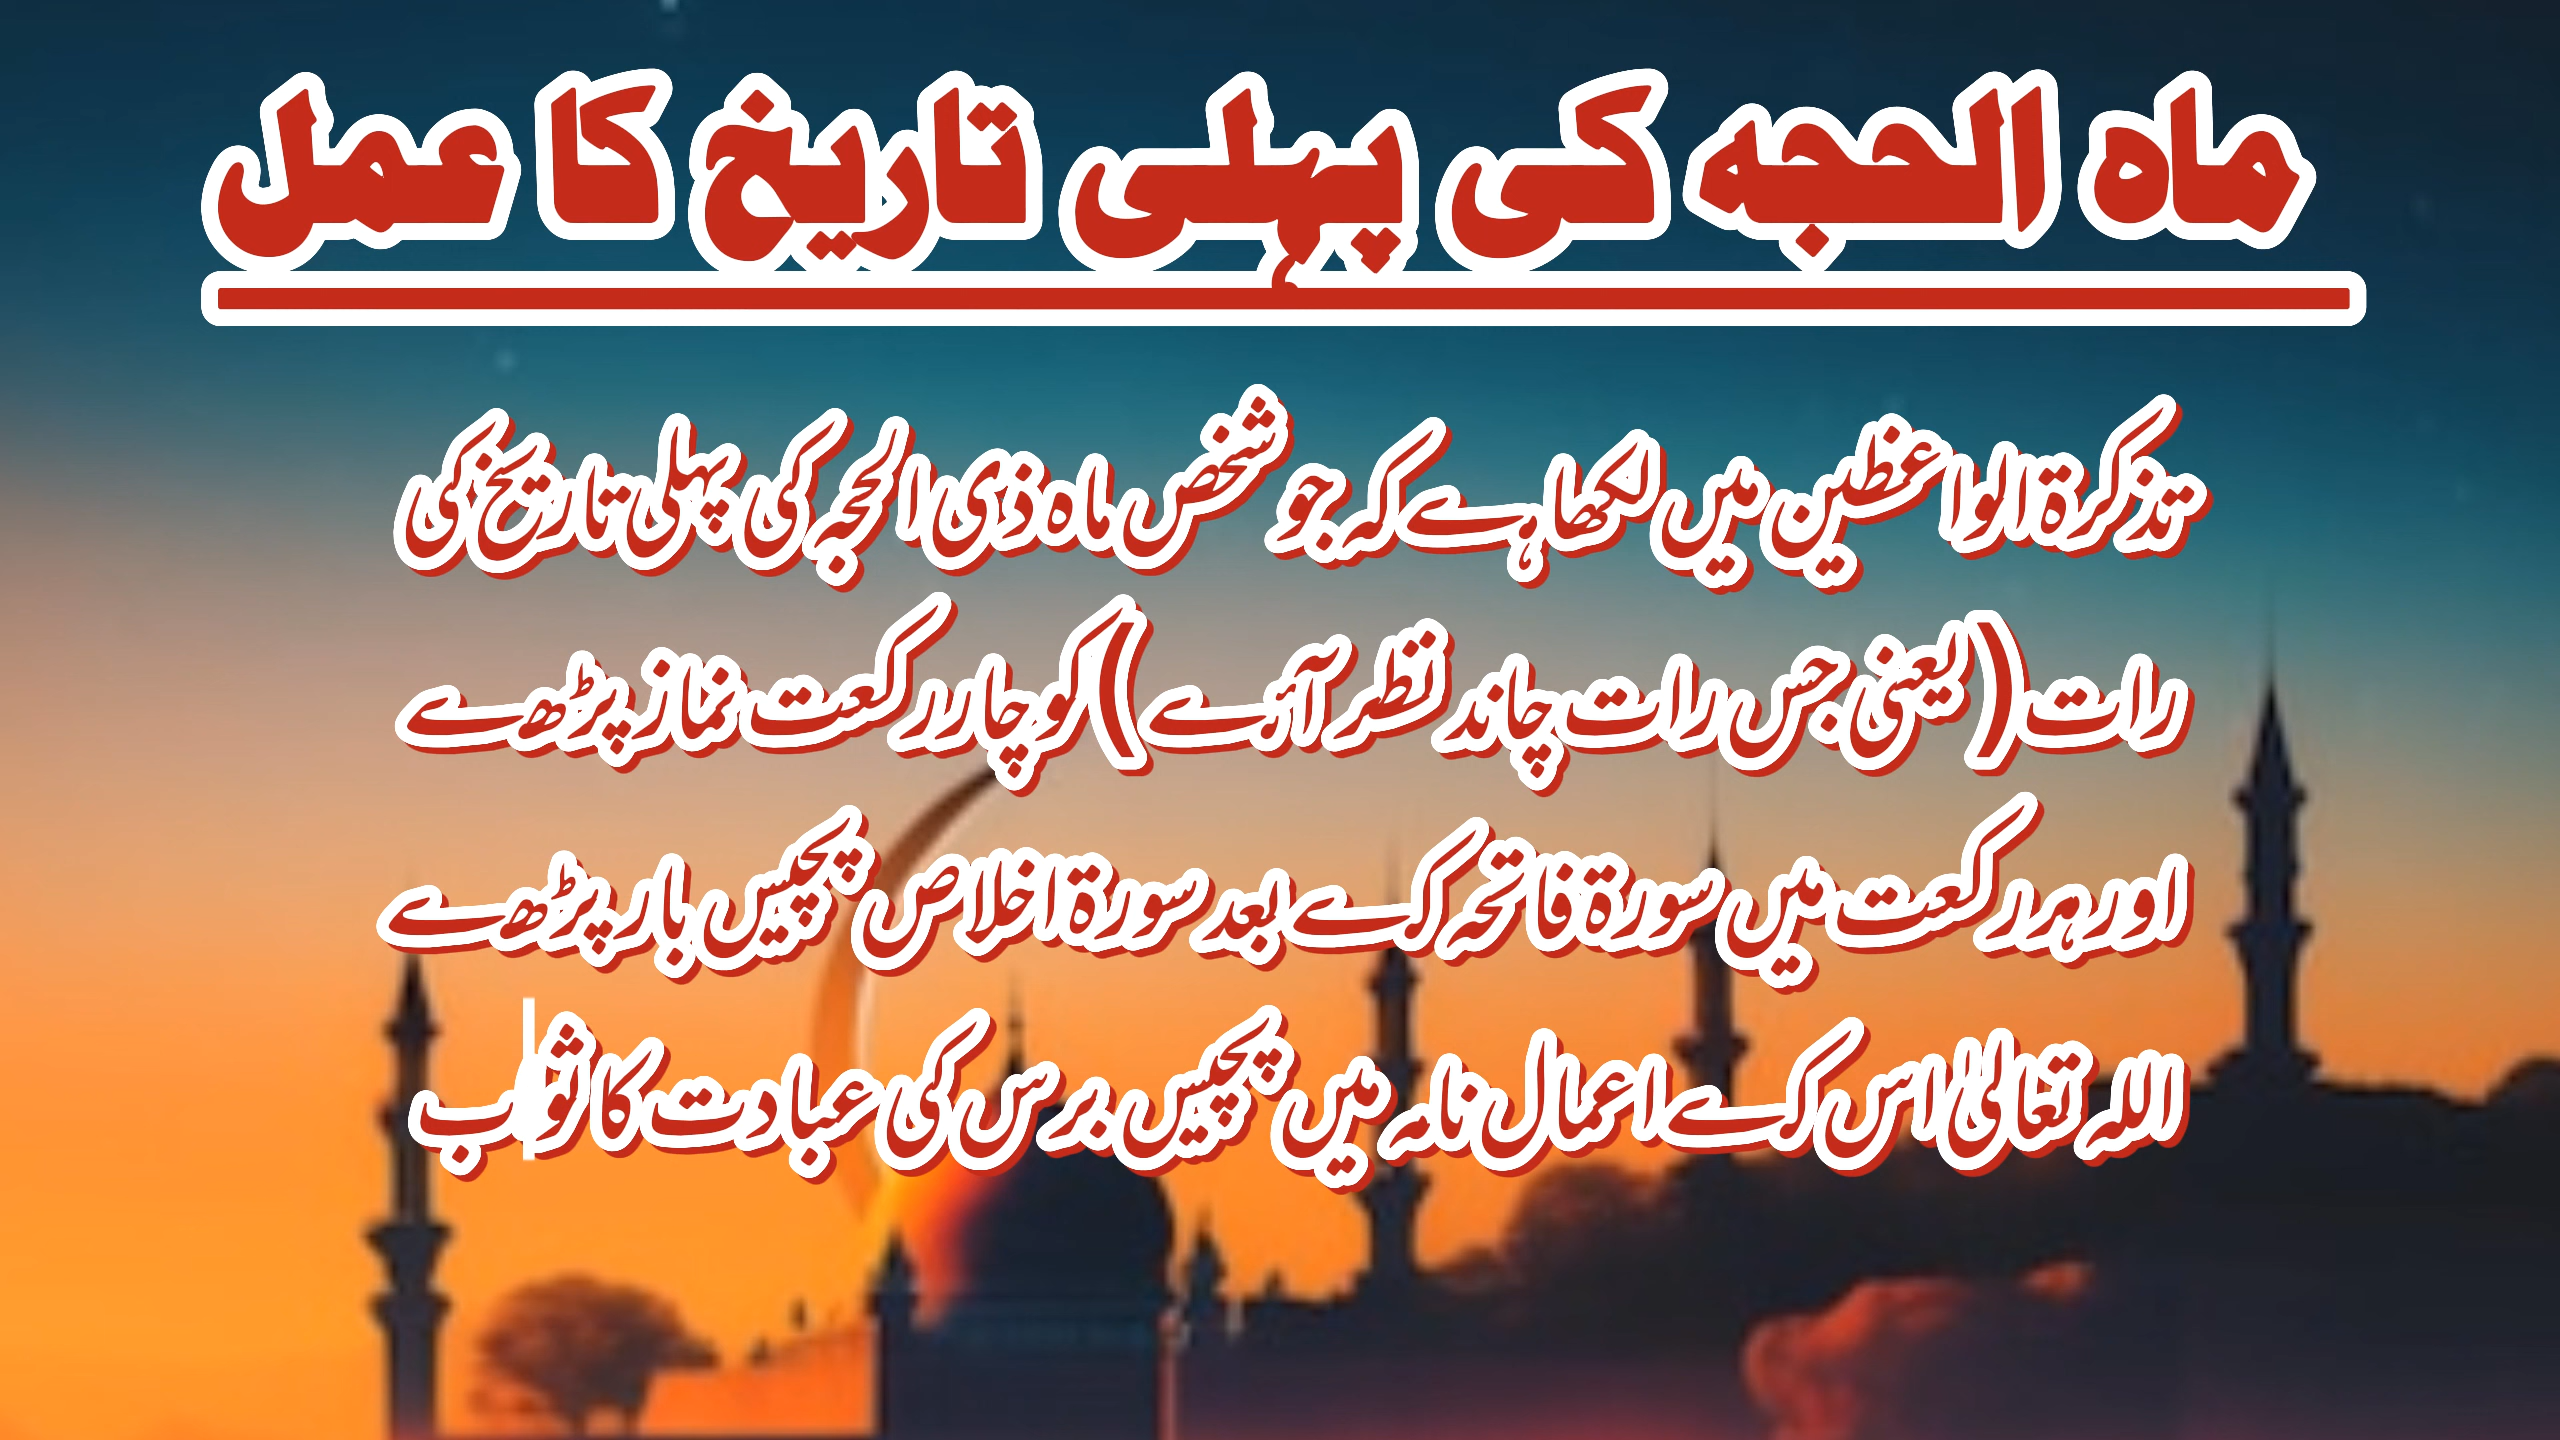 ماہ الحجہ کی پہلی تاریخ کا عمل
تذکرۃ الواعظین میں لکھا ہے کہ جو شخص ماہ ذی الحجہ کی پہلی تاریخ کی
رات (یعنی جس رات چاند نظر آۓ) کو چار رکعت نماز پڑھے
اور ہر رکعت میں سورۃ فاتحہ کے بعد سورۃ اخلاص پچیس بار پڑھے
اللہ تعالیٰ اس کے اعمال نامہ میں پچیس برس کی عبادت کا ثواب